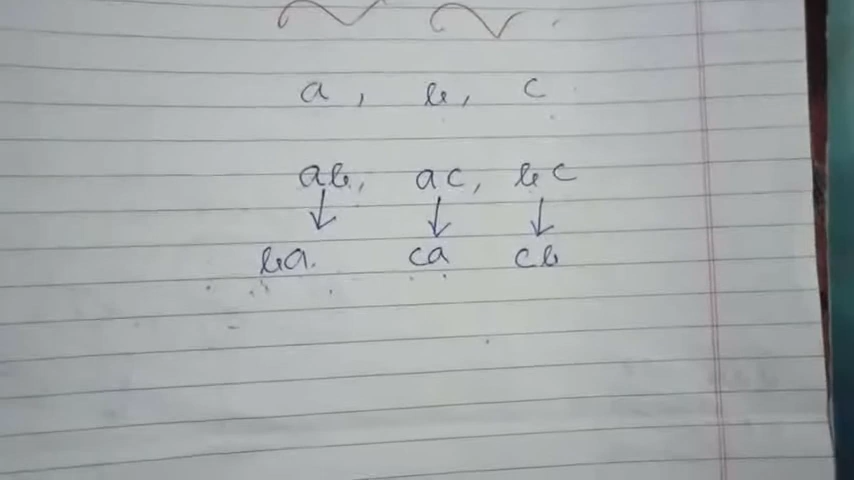 a, b, c
ab, ac, bc
↓ ↓ ↓
ba. ca cb